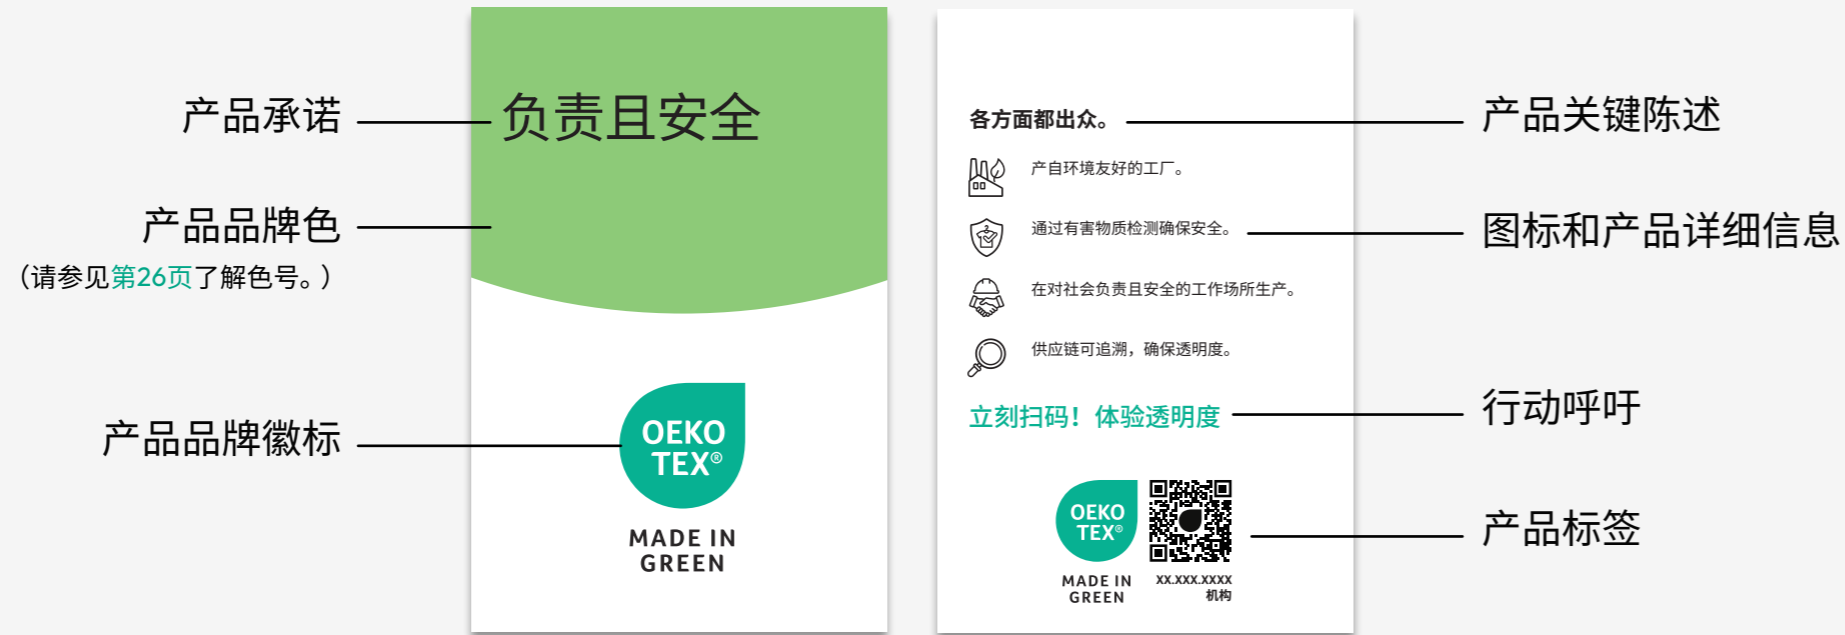 产品承诺
产品品牌色
（请参见第26页了解色号。）
产品品牌徽标
负责且安全
OEKO
TEX®
MADE IN
GREEN
各方面都出众。
产自环境友好的工厂。
通过有害物质检测确保安全。
在对社会负责且安全的工作场所生产。
供应链可追溯，确保透明度。
立刻扫码！体验透明度
OEKO
TEX®
MADE IN
GREEN
XX.XXX.XXXX
机构
产品关键陈述
图标和产品详细信息
行动呼吁
产品标签